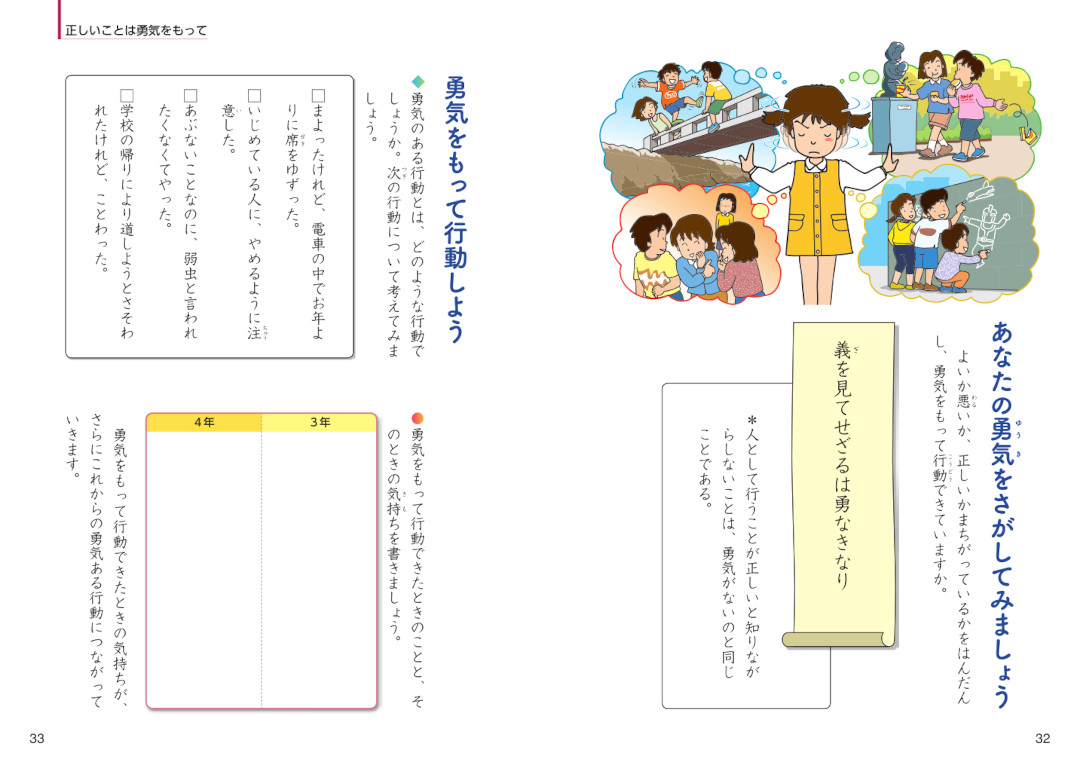 正しいことは勇気をもって
あなたの勇気をさがしてみましょう
よいか悪いか、正しいかまちがっているかをはんだん
し、勇気をもって行動できていますか。
義を見てせざるは勇なきなり
＊人として行うことが正しいと知りなが
らしないことは、勇気がないのと同じ
ことである。
32
勇気をもって行動しよう
◆勇気のある行動とは、どのような行動で
しょうか。次の行動について考えてみま
しょう。
□まよったけれど、電車の中でお年よ
りに席をゆずった。
□いじめている人に、やめるように注
意した。
□あぶないことなのに、弱虫と言われ
たくなくてやった。
□学校の帰りにより道しようとさそわ
れたけれど、ことわった。
●勇気をもって行動できたときのことと、そ
のときの気持ちを書きましょう。
3年
4年
勇気をもって行動できたときの気持ちが、
さらにこれからの勇気ある行動につながって
いきます。
33